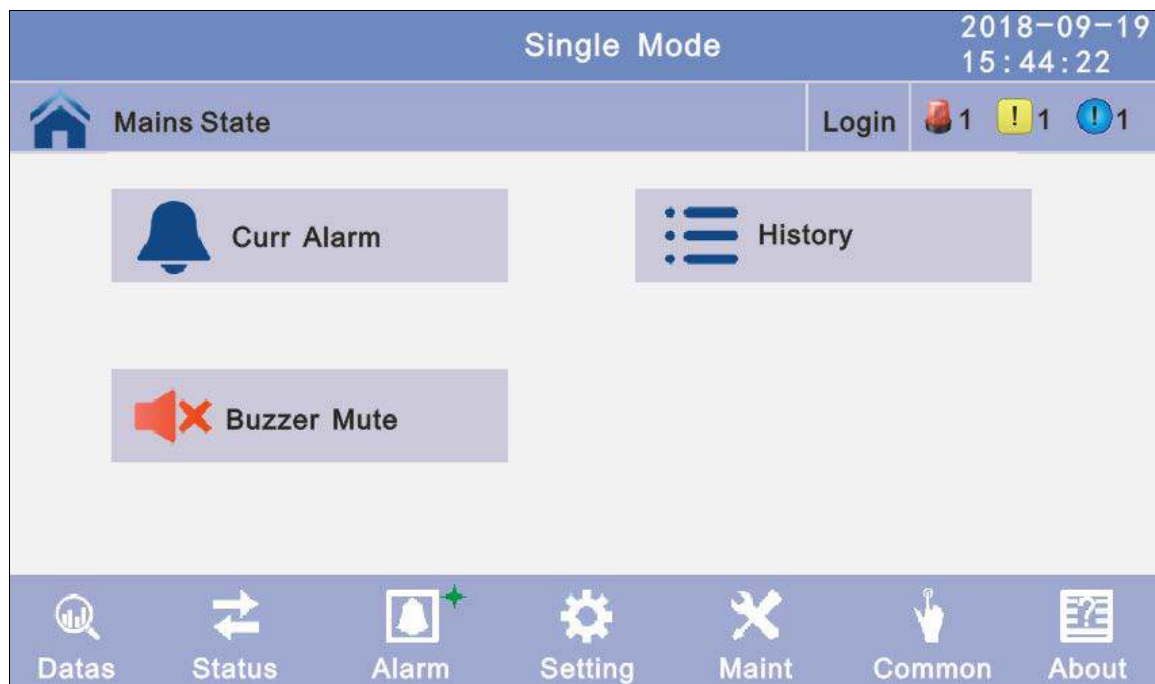 Single Mode
2018-09-19
15:44:22
Mains State
Login
1
! 1
! 1
Curr Alarm
History
Buzzer Mute
Datas
Status
Alarm
Setting
Maint
Common
?
About